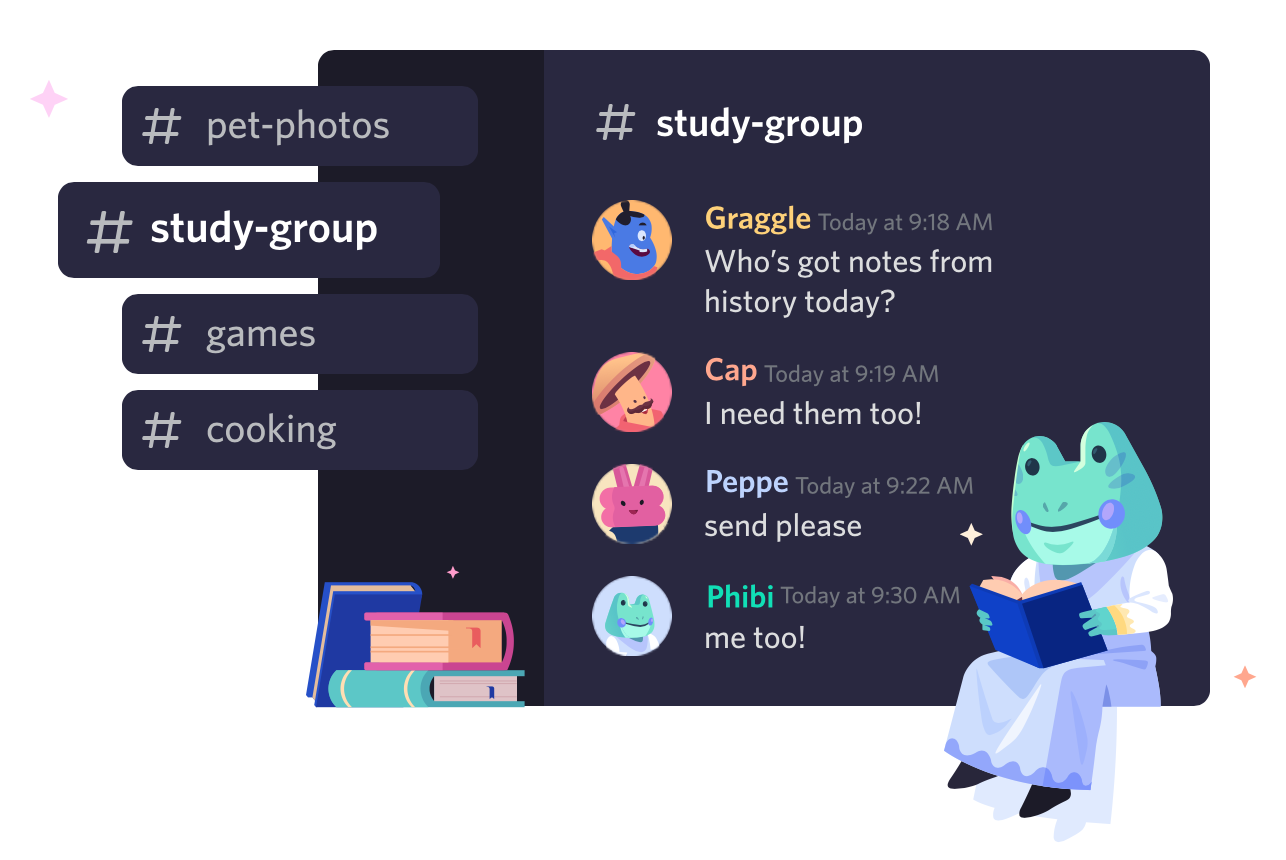 # pet-photos
# study-group
# games
# cooking
# study-group
Graggle Today at 9:18 AM
Who’s got notes from
history today?
Cap Today at 9:19 AM
I need them too!
Peppe Today at 9:22 AM
send please
Phibi Today at 9:30 AM
me too!